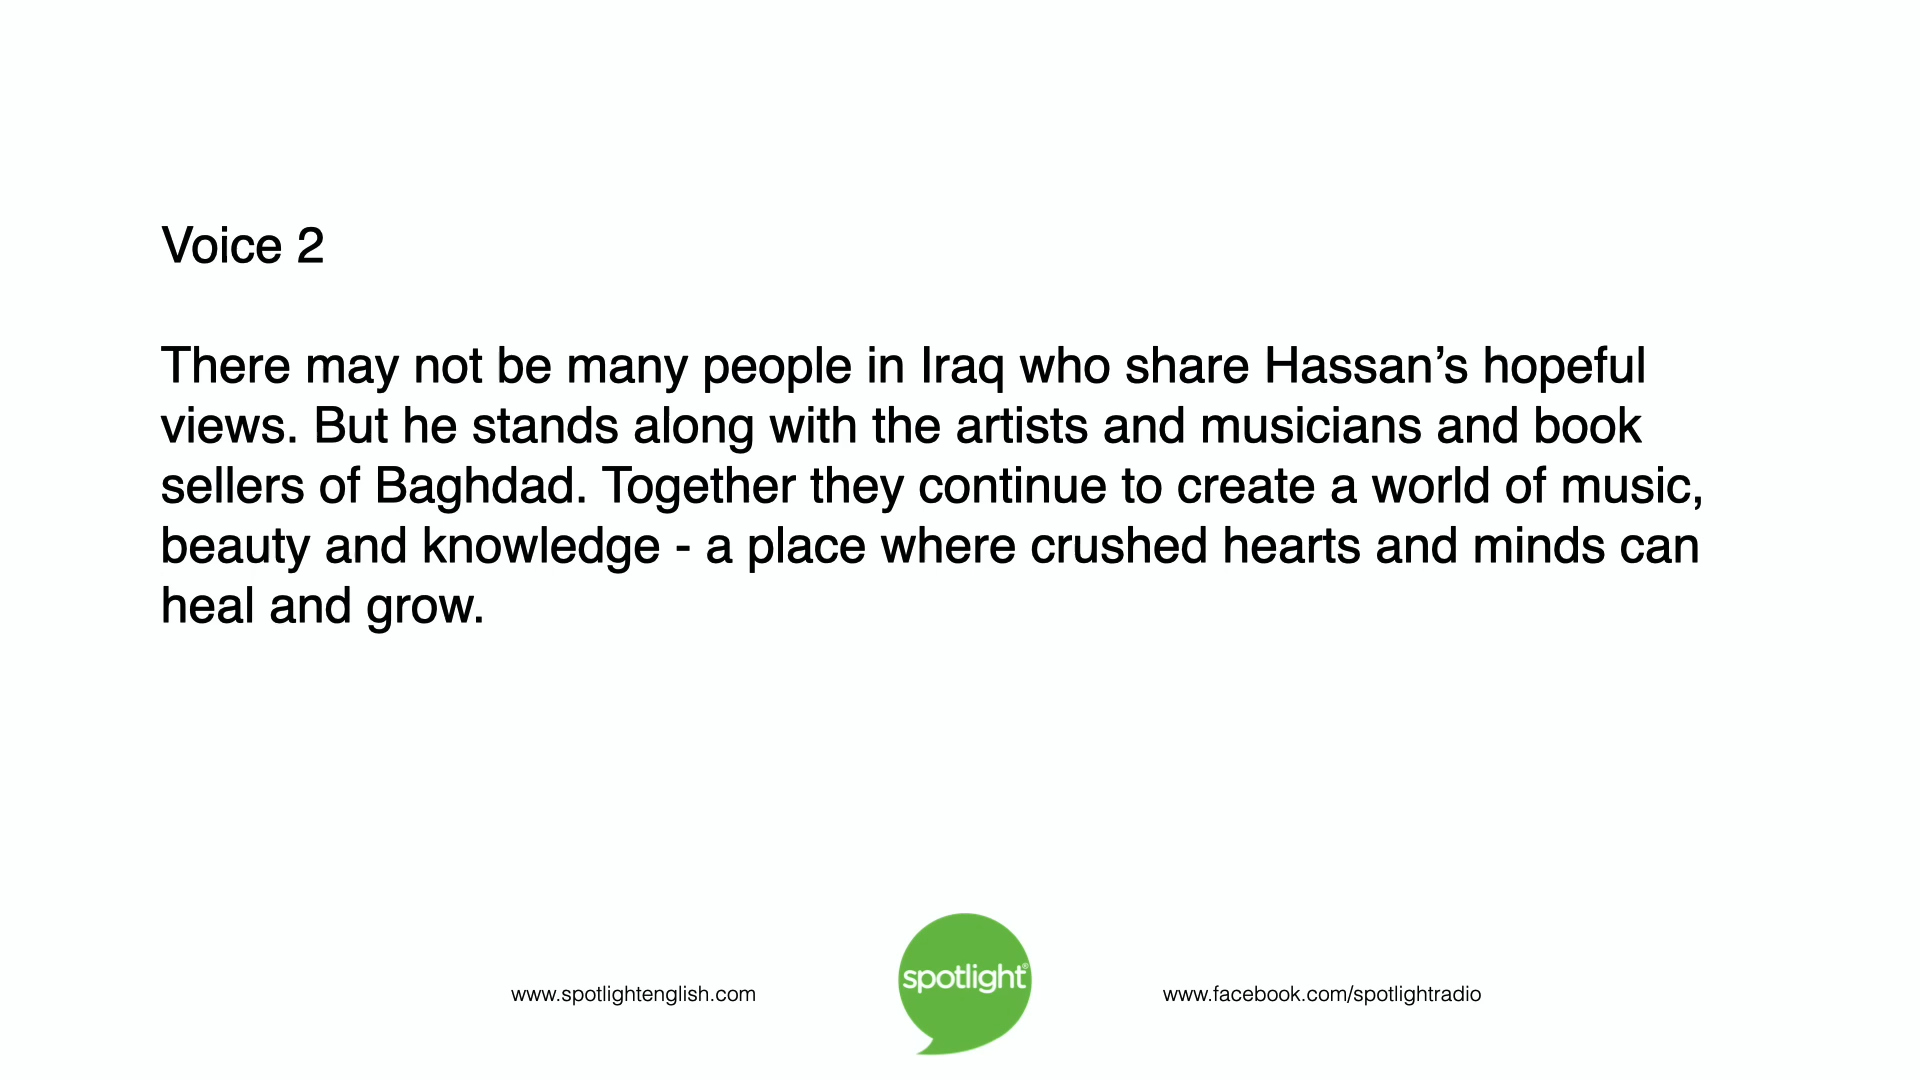 Voice 2
There may not be many people in Iraq who share Hassan’s hopeful
views. But he stands along with the artists and musicians and book
sellers of Baghdad. Together they continue to create a world of music,
beauty and knowledge - a place where crushed hearts and minds can
heal and grow.
www.spotlightenglish.com
spotlight®
www.facebook.com/spotlightradio